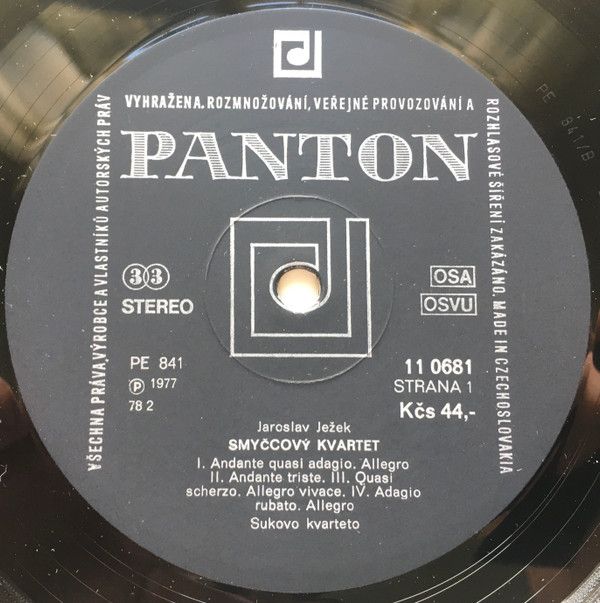 VŠECHNA PRÁVA VÝROBCE A VLASTNÍKŮ AUTORSKÝCH PRÁV
VYHRAŽENA. ROZMNOŽOVÁNÍ, VEŘEJNÉ PROVOZOVÁNÍ A
ROZHLASOVÉ ŠÍŘENÍ ZAKÁZÁNO. MADE IN CZECHOSLOVAKIA
PANTON
33
STEREO
OSA
OSVU
PE 841
Ⓟ 1977
78 2
11 0681
STRANA 1
Kčs 44,-
Jaroslav Ježek
SMYČCOVÝ KVARTET
I. Andante quasi adagio. Allegro
II. Andante triste. III. Quasi
scherzo. Allegro vivace. IV. Adagio
rubato. Allegro
Sukovo kvarteto
PE 841/B